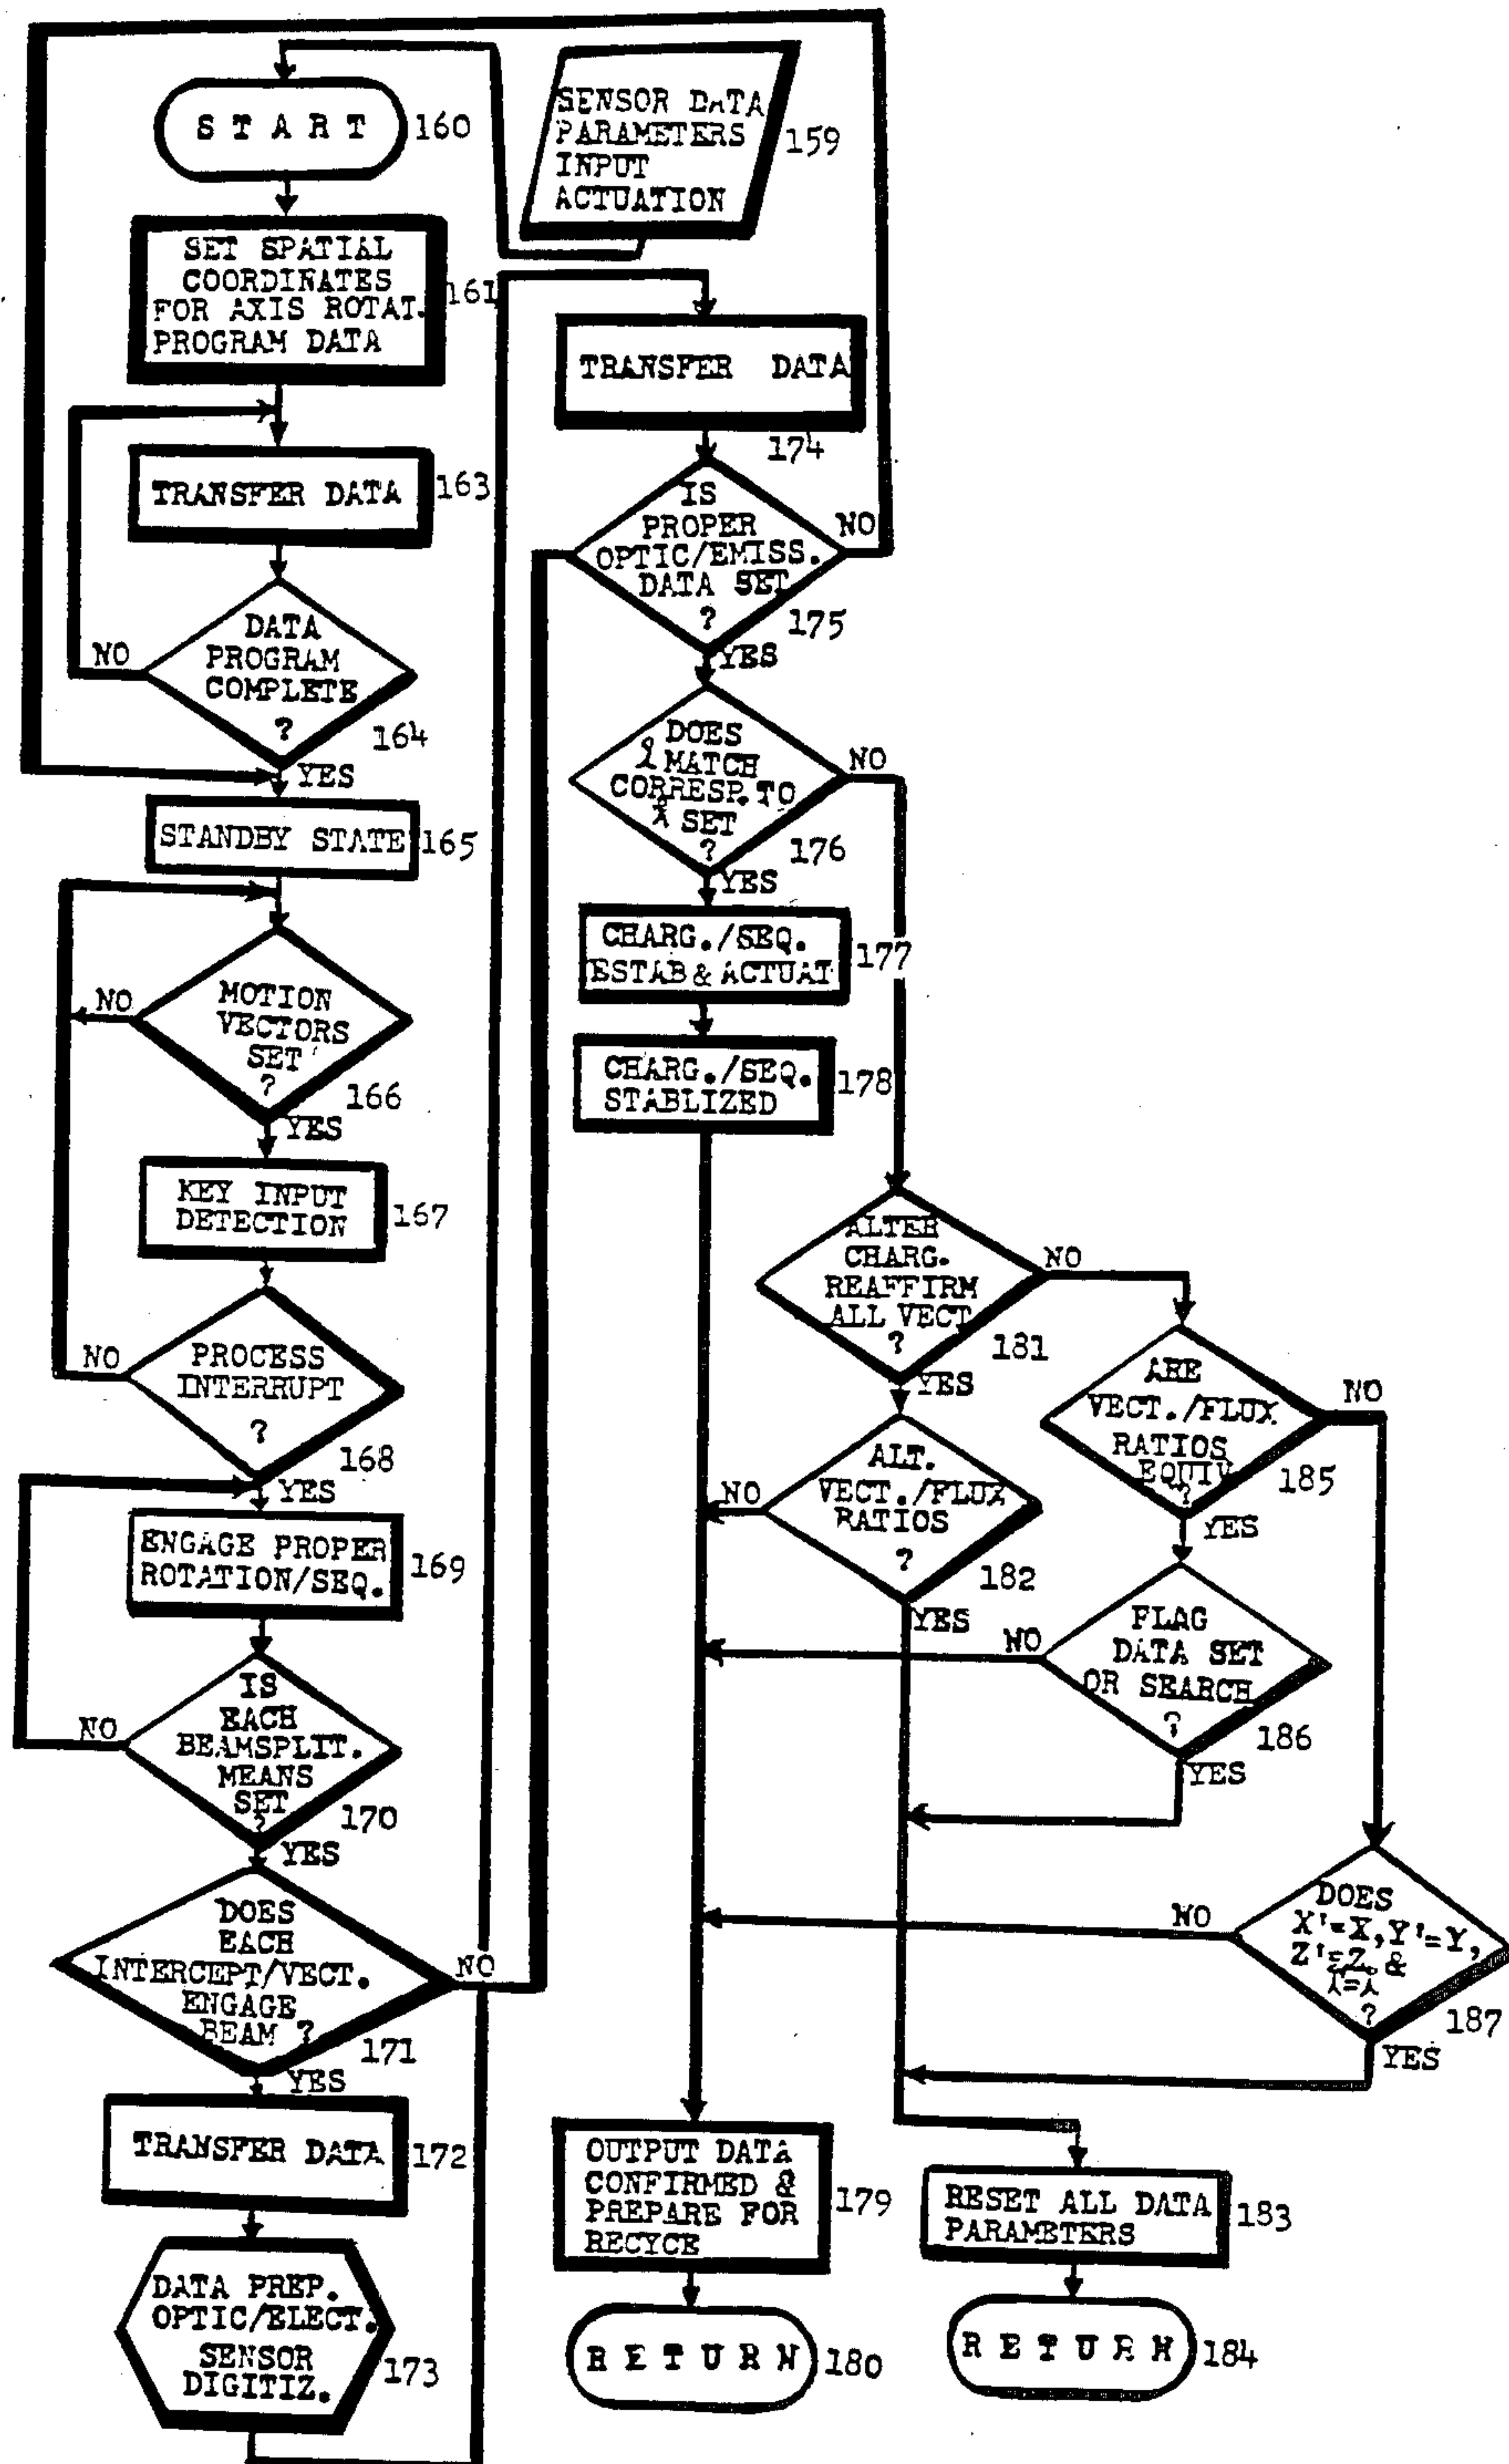 START
160
SENSOR DATA
PARAMETERS
INPUT
ACTUATION
159
SET SPATIAL
COORDINATES
FOR AXIS ROTAT.
PROGRAM DATA
161
TRANSFER DATA
163
DATA
PROGRAM
COMPLETE
?
164
NO
YES
STANDBY STATE
165
MOTION
VECTORS
SET
?
166
NO
YES
KEY INPUT
DETECTION
167
PROCESS
INTERRUPT
?
168
NO
YES
ENGAGE PROPER
ROTATION/SEQ.
169
IS
EACH
BEAMSPLIT.
MEANS
SET
?
170
NO
YES
DOES
EACH
INTERCEPT/VECT.
ENGAGE
BEAM ?
171
NO
YES
TRANSFER DATA
172
DATA PREP.
OPTIC/ELECT.
SENSOR
DIGITIZ.
173
TRANSFER DATA
174
IS
PROPER
OPTIC/EMISS.
DATA SET
?
175
NO
YES
DOES
MATCH
CORRESP. TO
SET
?
176
NO
YES
CHARG./SEQ.
ESTAB & ACTUAT
177
CHARG./SEQ.
STABLIZED
178
ALTER
CHARG.
REAFFIRM
ALL VECT
?
181
NO
YES
ALT.
VECT./FLUX
RATIOS
?
182
NO
YES
ARE
VECT./FLUX
RATIOS
EQUIV
?
185
NO
YES
FLAG
DATA SET
OR SEARCH
?
186
NO
YES
DOES
X'=X, Y'=Y,
Z'=Z, &
?
187
NO
YES
OUTPUT DATA
CONFIRMED &
PREPARE FOR
RECYCE
179
RETURN
180
RESET ALL DATA
PARAMETERS
183
RETURN
184